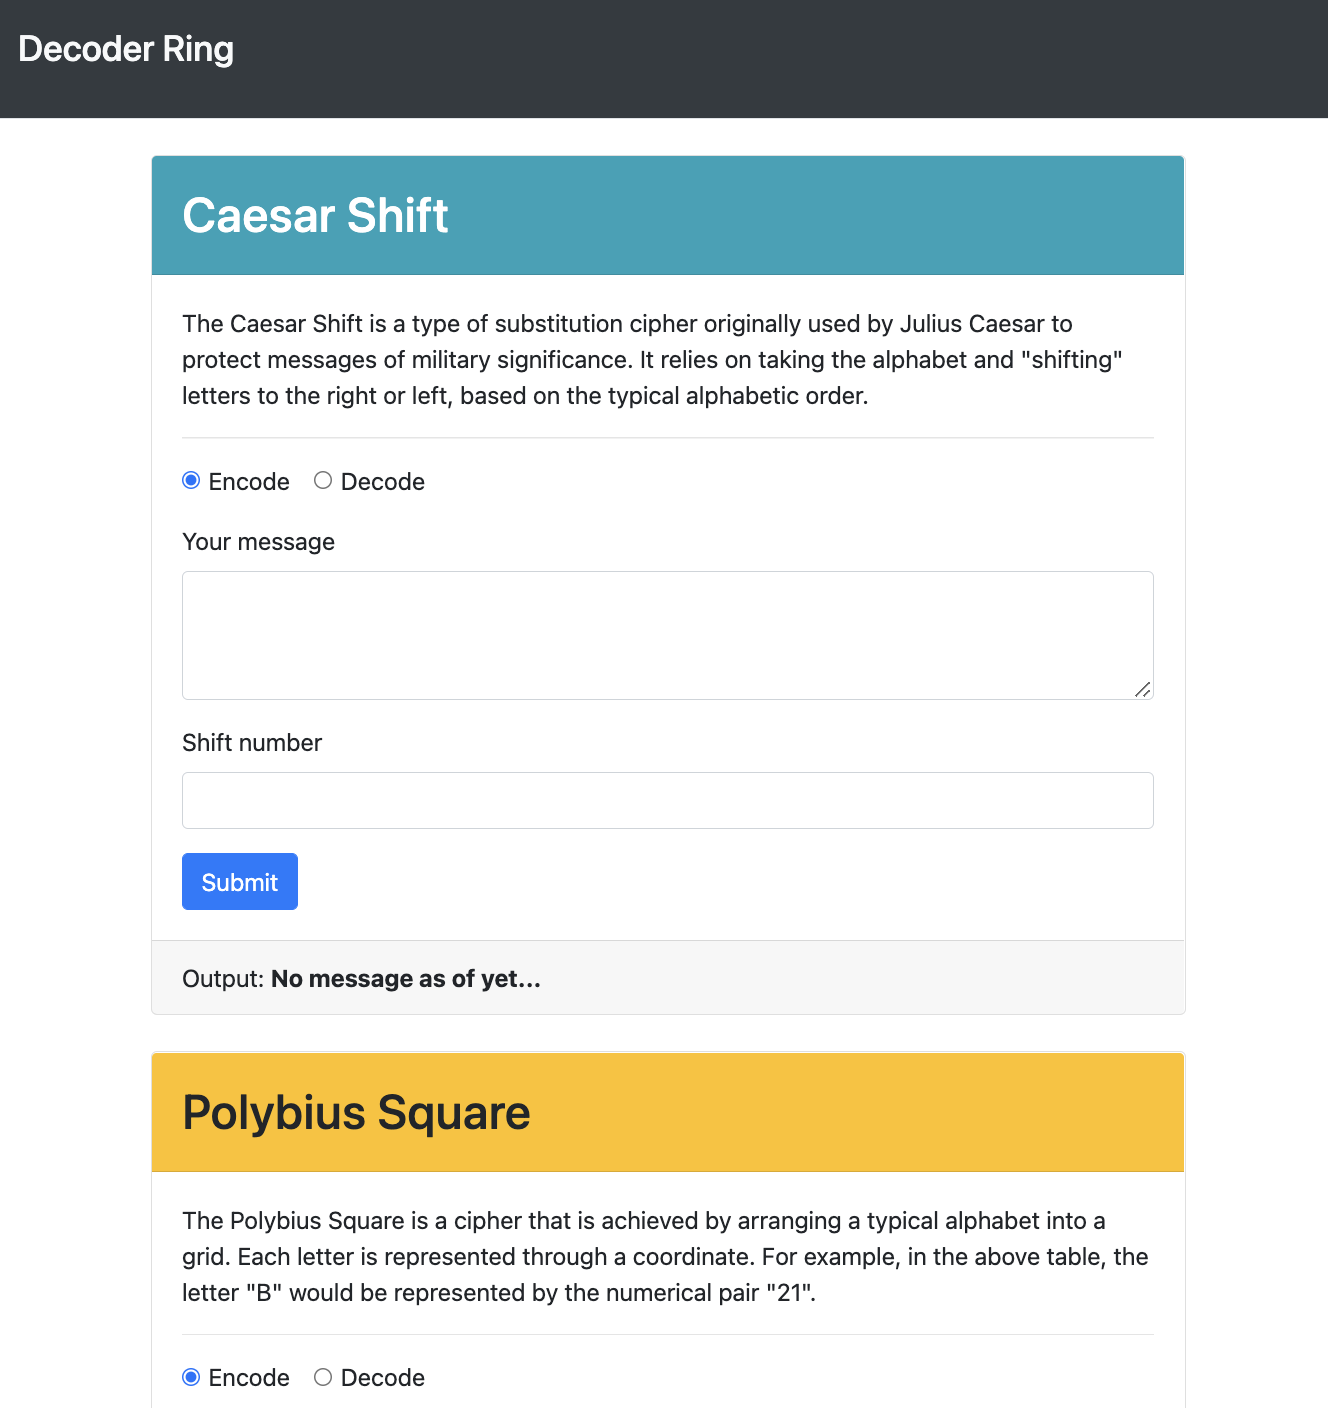 Decoder Ring
Caesar Shift
The Caesar Shift is a type of substitution cipher originally used by Julius Caesar to
protect messages of military significance. It relies on taking the alphabet and "shifting"
letters to the right or left, based on the typical alphabetic order.
Encode Decode
Your message
Shift number
Submit
Output: No message as of yet...
Polybius Square
The Polybius Square is a cipher that is achieved by arranging a typical alphabet into a
grid. Each letter is represented through a coordinate. For example, in the above table, the
letter "B" would be represented by the numerical pair "21".
Encode Decode